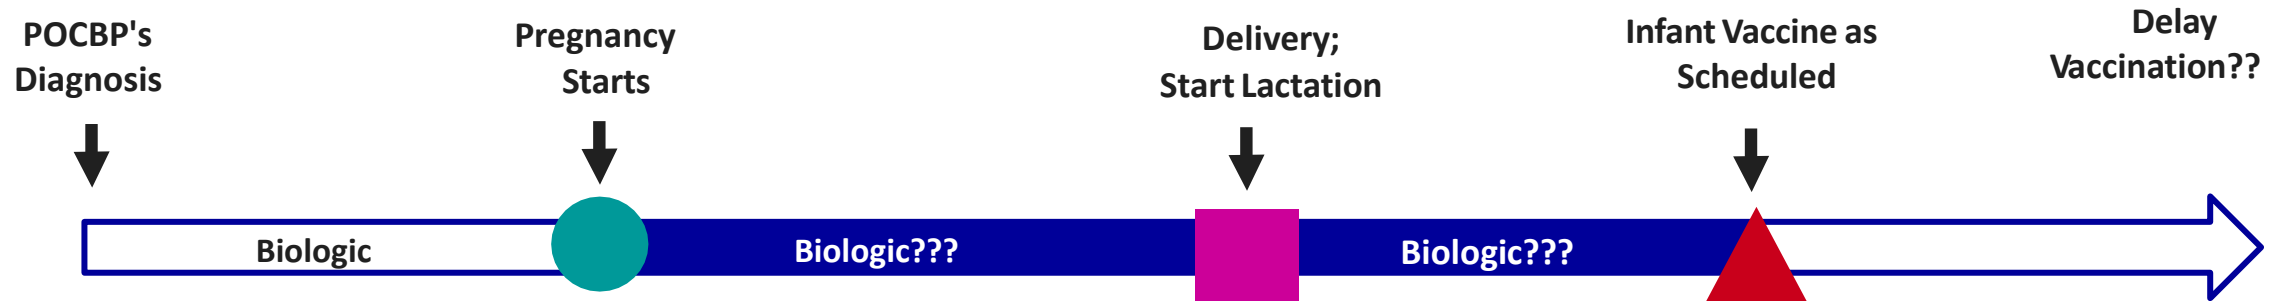 POCBP's
Diagnosis
Pregnancy
Starts
Delivery;
Start Lactation
Infant Vaccine as
Scheduled
Delay
Vaccination??
Biologic
Biologic???
Biologic???